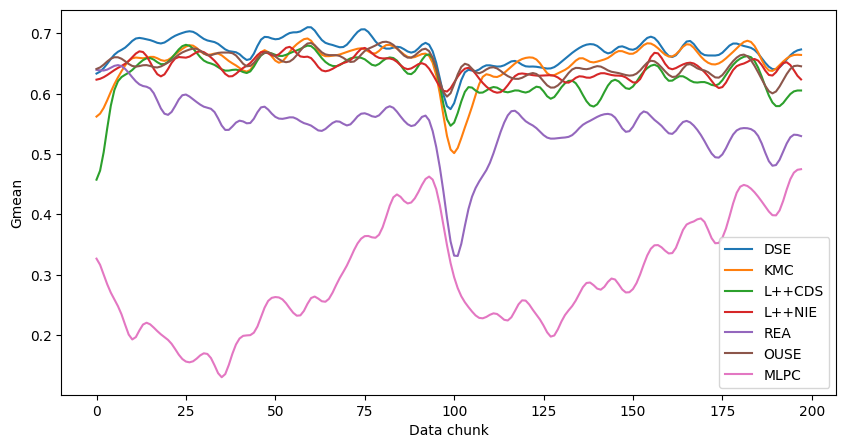 0.7
0.6
0.5
0.4
0.3
0.2
Gmean
0
25
50
75
100
125
150
175
200
Data chunk
DSE
KMC
L++CDS
L++NIE
REA
OUSE
MLPC